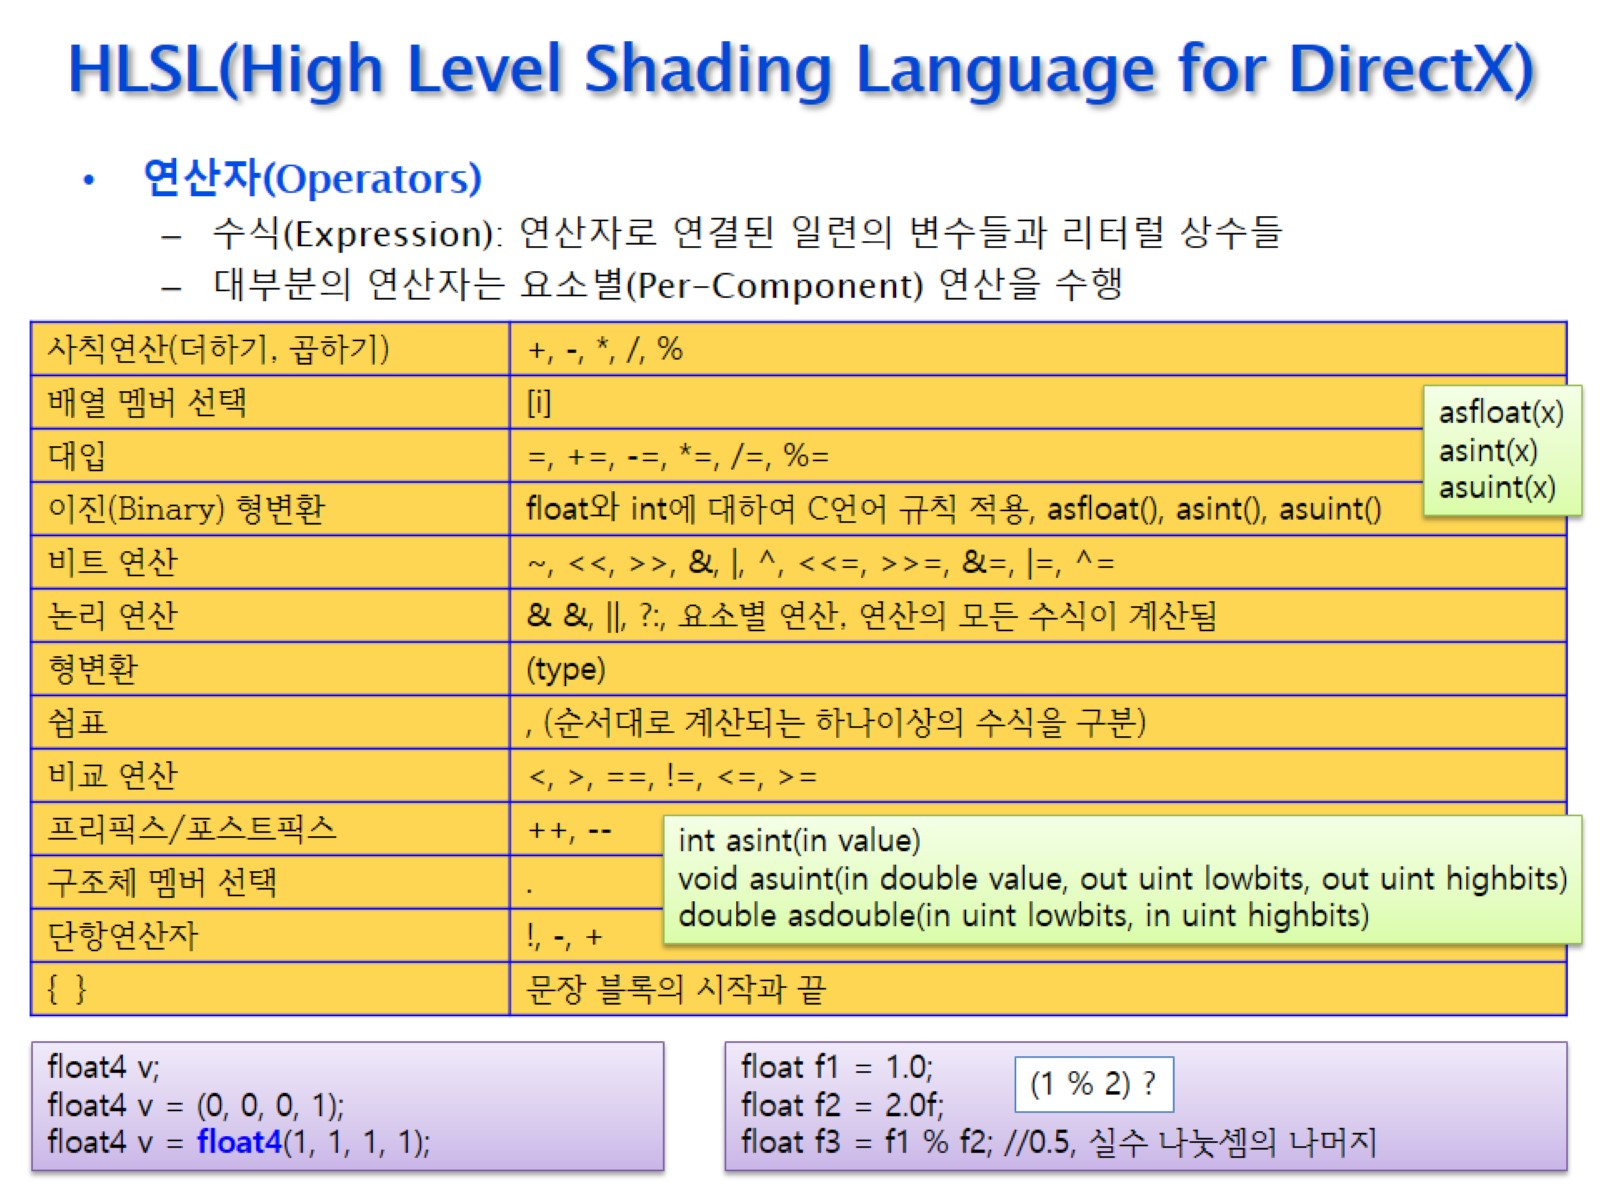 HLSL(High Level Shading Language for DirectX)
• 연산자(Operators)
– 수식(Expression): 연산자로 연결된 일련의 변수들과 리터럴 상수들
– 대부분의 연산자는 요소별(Per-Component) 연산을 수행
사칙연산(더하기, 곱하기) +, -, *, /, %
배열 멤버 선택 [i]
대입 =, +=, -=, *=, /=, %=
이진(Binary) 형변환 float와 int에 대하여 C언어 규칙 적용, asfloat(), asint(), asuint()
asfloat(x)
asint(x)
asuint(x)
비트 연산 ~, <<, >>, &, |, ^, <<=, >>=, &=, |=, ^=
논리 연산 & &, ||, ?:, 요소별 연산, 연산의 모든 수식이 계산됨
형변환 (type)
쉼표 , (순서대로 계산되는 하나이상의 수식을 구분)
비교 연산 <, >, ==, !=, <=, >=
프리픽스/포스트픽스 ++, --
구조체 멤버 선택 .
단항연산자 !, -, +
int asint(in value)
void asuint(in double value, out uint lowbits, out uint highbits)
double asdouble(in uint lowbits, in uint highbits)
{ } 문장 블록의 시작과 끝
float4 v;
float4 v = (0, 0, 0, 1);
float4 v = float4(1, 1, 1, 1);
float f1 = 1.0;
float f2 = 2.0f;
float f3 = f1 % f2; //0.5, 실수 나눗셈의 나머지
(1 % 2) ?